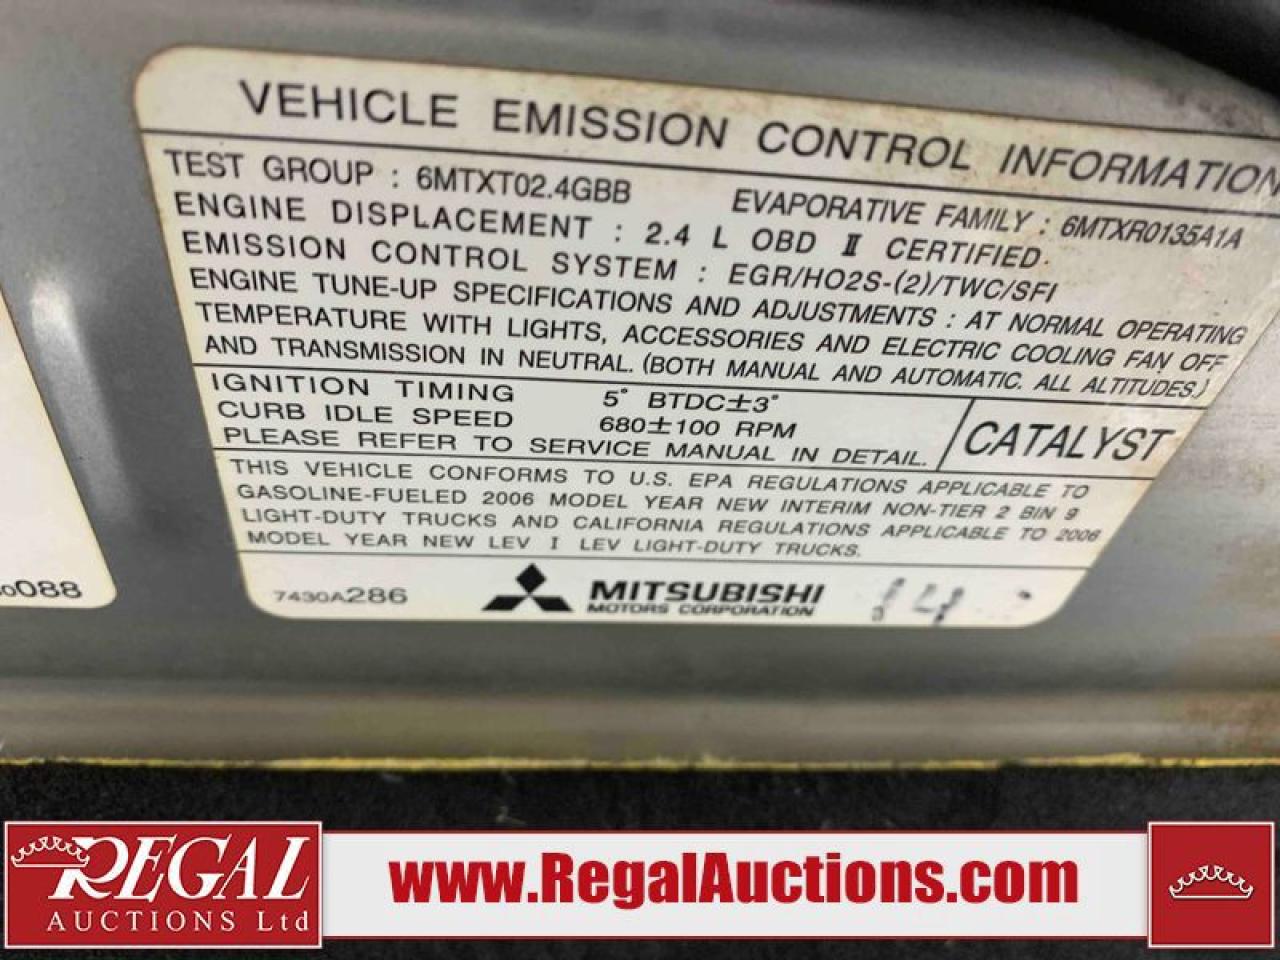 VEHICLE EMISSION CONTROL INFORMATION
TEST GROUP : 6MTXT02.4GBB EVAPORATIVE FAMILY : 6MTXR0135A1A
ENGINE DISPLACEMENT : 2.4 L OBD Ⅱ CERTIFIED.
EMISSION CONTROL SYSTEM : EGR/HO2S-(2)/TWC/SFI
ENGINE TUNE-UP SPECIFICATIONS AND ADJUSTMENTS : AT NORMAL OPERATING
TEMPERATURE WITH LIGHTS, ACCESSORIES AND ELECTRIC COOLING FAN OFF
AND TRANSMISSION IN NEUTRAL. (BOTH MANUAL AND AUTOMATIC. ALL ALTITUDES.)
IGNITION TIMING 5° BTDC±3°
CURB IDLE SPEED 680±100 RPM
PLEASE REFER TO SERVICE MANUAL IN DETAIL.
CATALYST
THIS VEHICLE CONFORMS TO U.S. EPA REGULATIONS APPLICABLE TO
GASOLINE-FUELED 2006 MODEL YEAR NEW INTERIM NON-TIER 2 BIN 9
LIGHT-DUTY TRUCKS AND CALIFORNIA REGULATIONS APPLICABLE TO 2006
MODEL YEAR NEW LEV I LEV LIGHT-DUTY TRUCKS.
7430A286 MITSUBISHI
MOTORS CORPORATION
088
REGAL
AUCTIONS Ltd
www.RegalAuctions.com